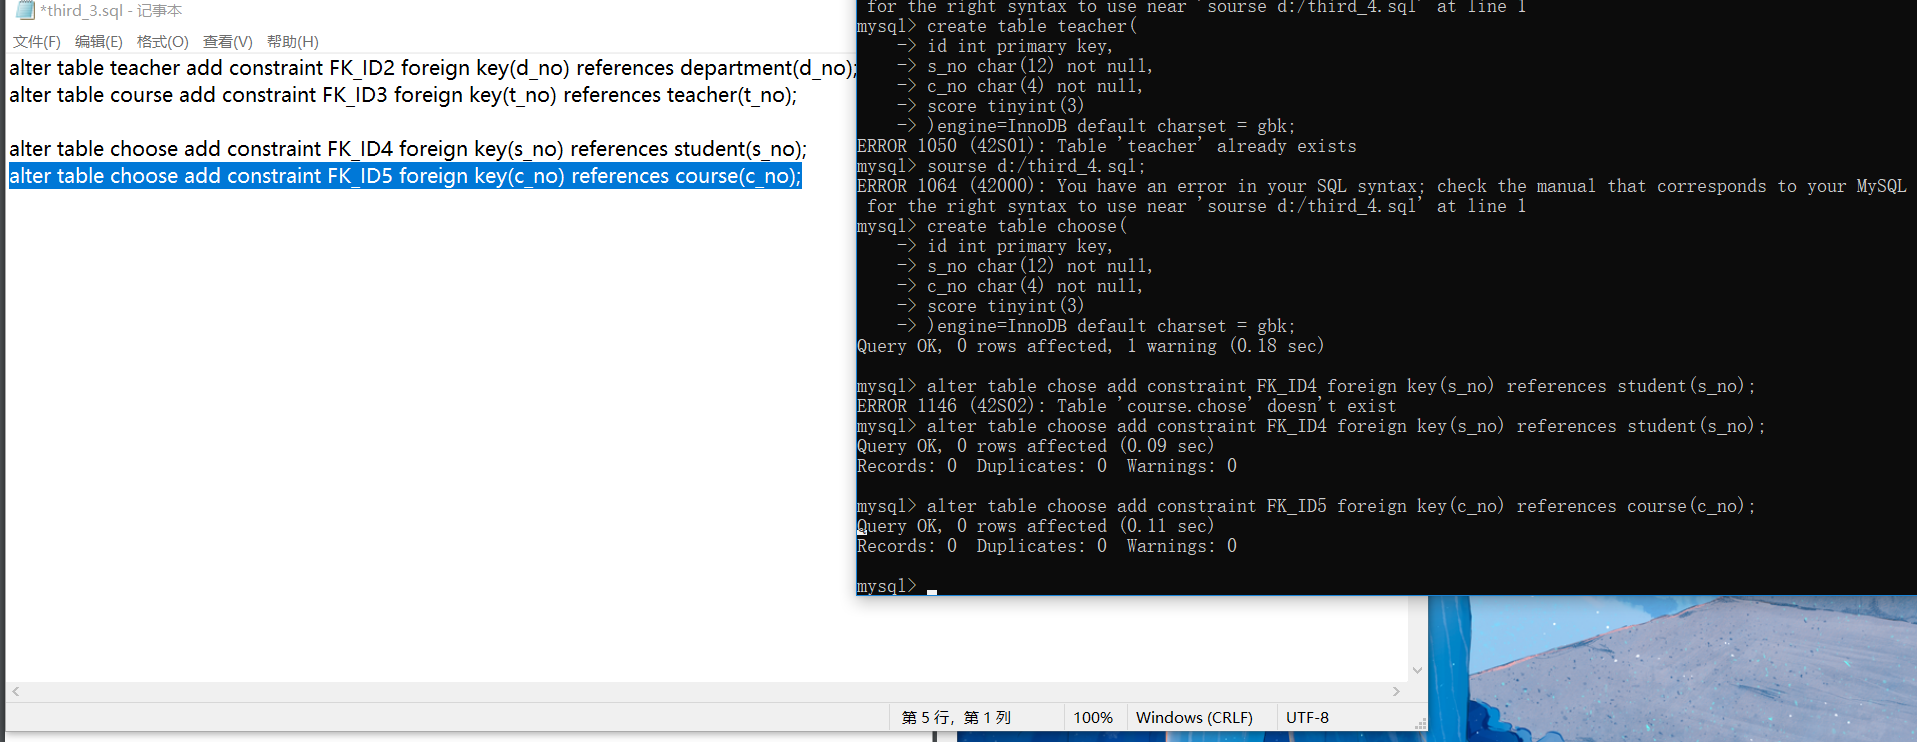 *third_3.sql - 记事本
文件(F) 编辑(E) 格式(O) 查看(V) 帮助(H)
alter table teacher add constraint FK_ID2 foreign key(d_no) references department(d_no);
alter table course add constraint FK_ID3 foreign key(t_no) references teacher(t_no);
alter table choose add constraint FK_ID4 foreign key(s_no) references student(s_no);
alter table choose add constraint FK_ID5 foreign key(c_no) references course(c_no);
第 5 行，第 1 列 100% Windows (CRLF) UTF-8
for the right syntax to use near 'sourse d:/third_4.sql' at line 1
mysql> create table teacher(
-> id int primary key,
-> s_no char(12) not null,
-> c_no char(4) not null,
-> score tinyint(3)
-> )engine=InnoDB default charset = gbk;
ERROR 1050 (42S01): Table 'teacher' already exists
mysql> sourse d:/third_4.sql;
ERROR 1064 (42000): You have an error in your SQL syntax; check the manual that corresponds to your MySQL
for the right syntax to use near 'sourse d:/third_4.sql' at line 1
mysql> create table choose(
-> id int primary key,
-> s_no char(12) not null,
-> c_no char(4) not null,
-> score tinyint(3)
-> )engine=InnoDB default charset = gbk;
Query OK, 0 rows affected, 1 warning (0.18 sec)
mysql> alter table chose add constraint FK_ID4 foreign key(s_no) references student(s_no);
ERROR 1146 (42S02): Table 'course.chose' doesn't exist
mysql> alter table choose add constraint FK_ID4 foreign key(s_no) references student(s_no);
Query OK, 0 rows affected (0.09 sec)
Records: 0 Duplicates: 0 Warnings: 0
mysql> alter table choose add constraint FK_ID5 foreign key(c_no) references course(c_no);
Query OK, 0 rows affected (0.11 sec)
Records: 0 Duplicates: 0 Warnings: 0
mysql>